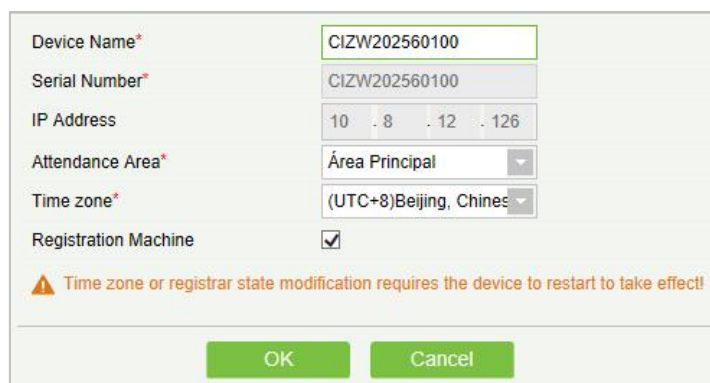 Device Name* CIZW202560100
Serial Number* CIZW202560100
IP Address 10 . 8 . 12 . 126
Attendance Area* Área Principal
Time zone* (UTC+8)Beijing, Chines
Registration Machine
Time zone or registrar state modification requires the device to restart to take effect!
OK Cancel